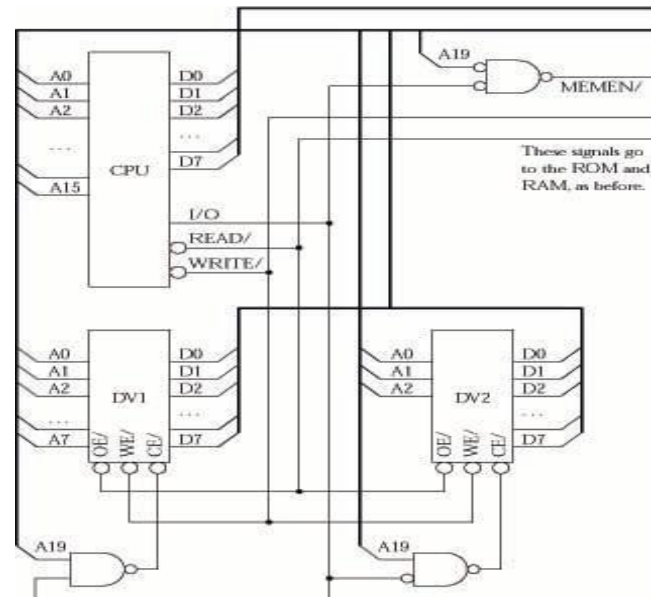 A19
MEMEN/
These signals go
to the ROM and
RAM, as before.
A0 D0
A1 D1
A2 D2
... ...
CPU
D7
A15
I/O
READ/
WRITE/
A0 D0
A1 D1
A2 D2
DV1
... ...
A7 D7
OE/ WE/ CE/
A0 D0
A1 D1
A2 D2
DV2
...
D7
OE/ WE/ CE/
A19
A19